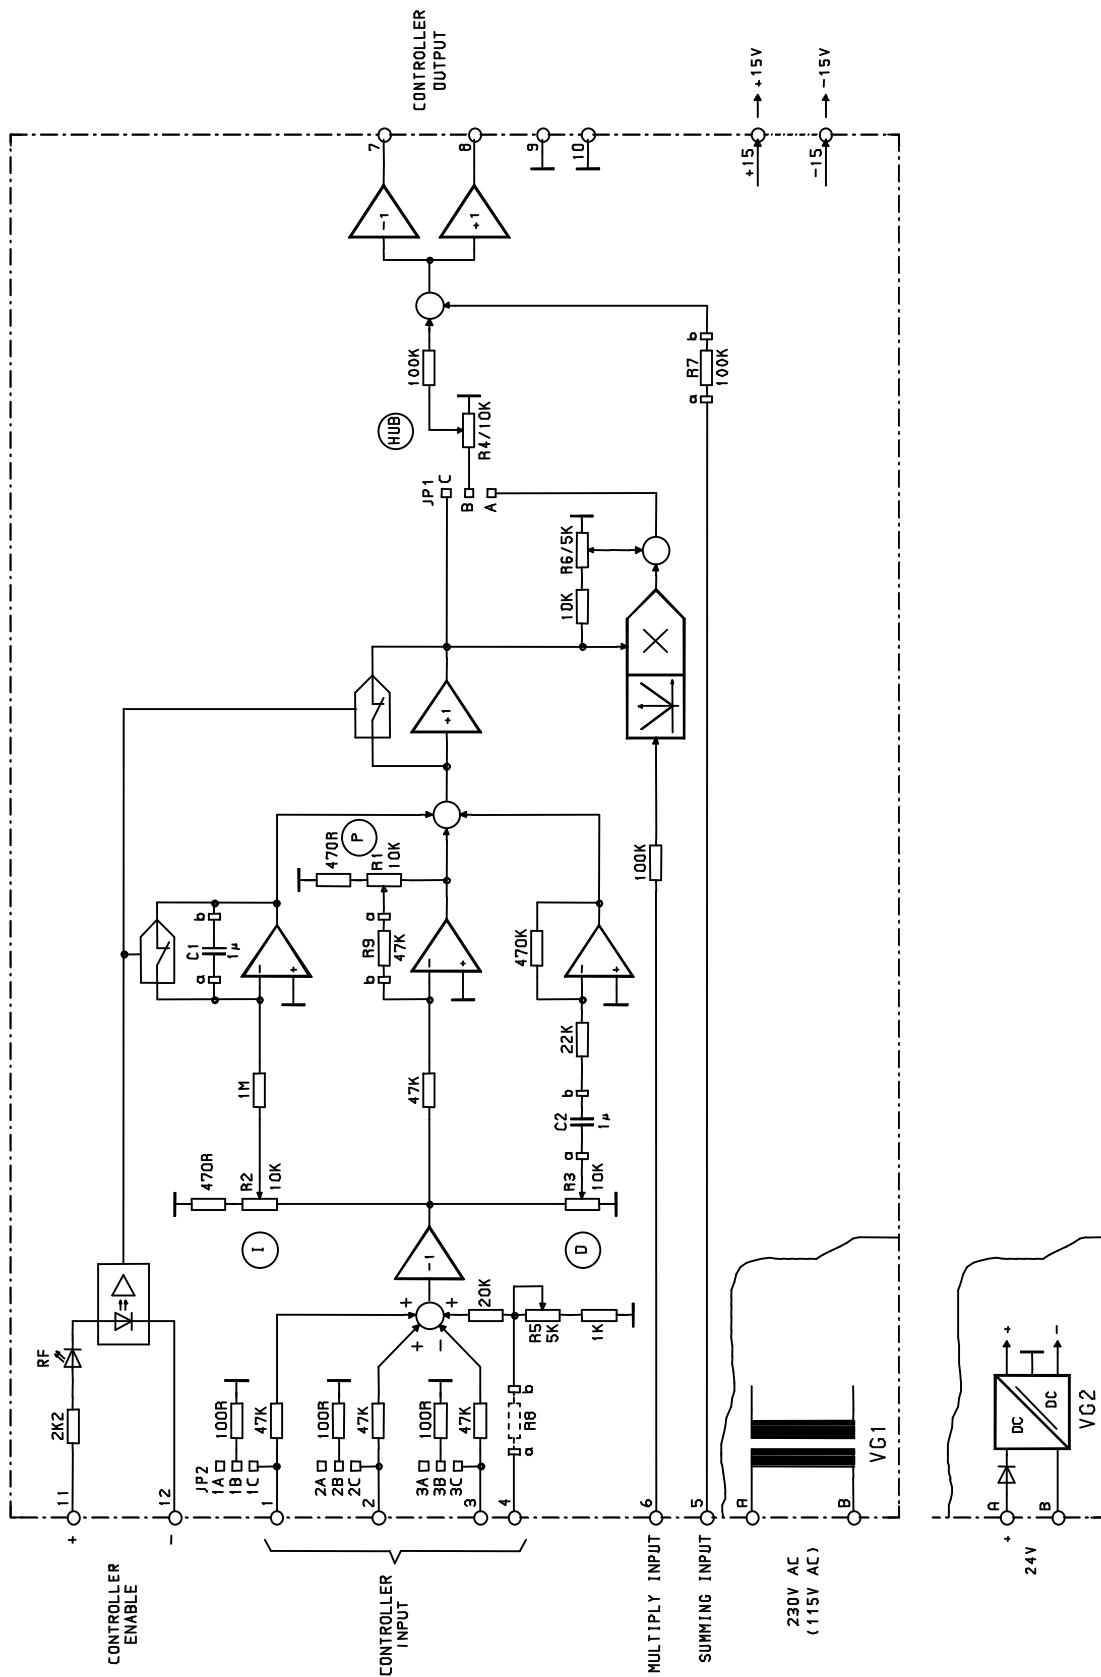 CONTROLLER
ENABLE
+
11
2K2
RF
-
12
CONTROLLER
INPUT
JP2
1A
1B
1C
100R
1
47K
2A
2B
2C
100R
2
47K
3A
3B
3C
100R
3
47K
4
a
R8
b
+
+
-
+
20K
R5
5K
1K
-1
I
470R
R2
10K
1M
a
C1
1µ
b
-
+
47K
b
R9
47K
a
-
+
470R
P
R1
10K
D
R3
10K
a
C2
1µ
b
22K
470K
-
+
+1
MULTIPLY INPUT
6
100K
10K
R6/5K
JP1
C
B
A
HUB
R4/10K
100K
SUMMING INPUT
5
a
R7
100K
b
-1
+1
7
8
9
10
CONTROLLER
OUTPUT
+15
+15V
-15
-15V
230V AC
(115V AC)
A
B
VG1
24V
+
A
B
DC
DC
+
-
VG2